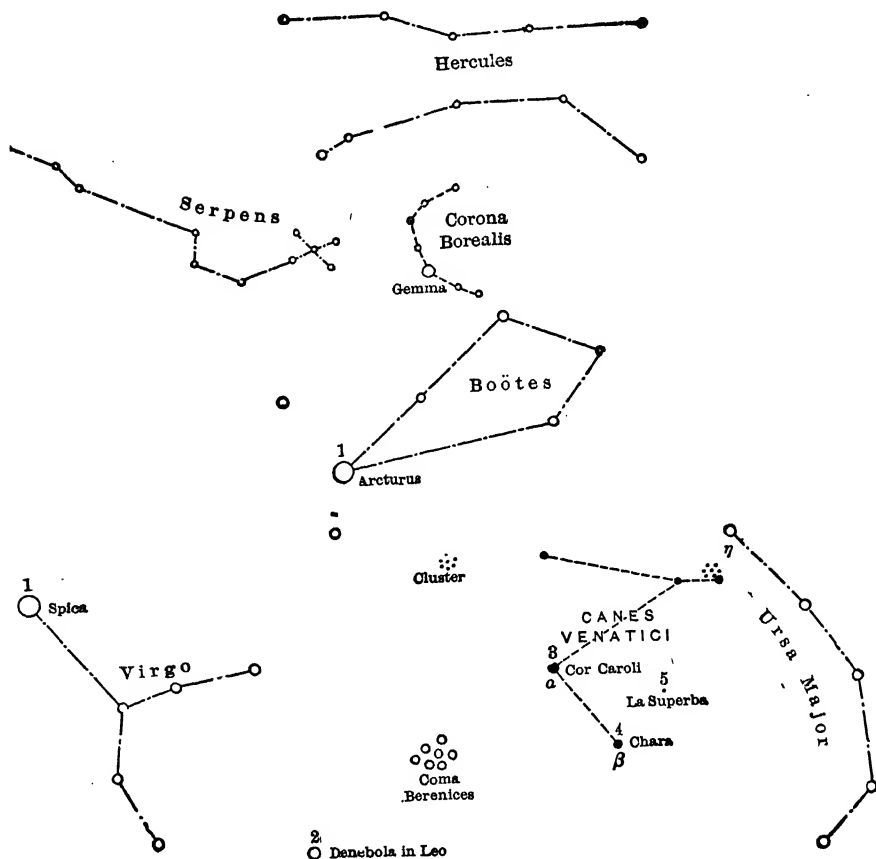 Hercules
Serpens
Corona
Borealis
Gemma
Boötes
1
Arcturus
Cluster
η
1
Spica
CANES
VENATICI
Ursa Major
Virgo
3
Cor Caroli
α
5
La Superba
4
Chara
β
Coma
Berenices
2
Denebola in Leo